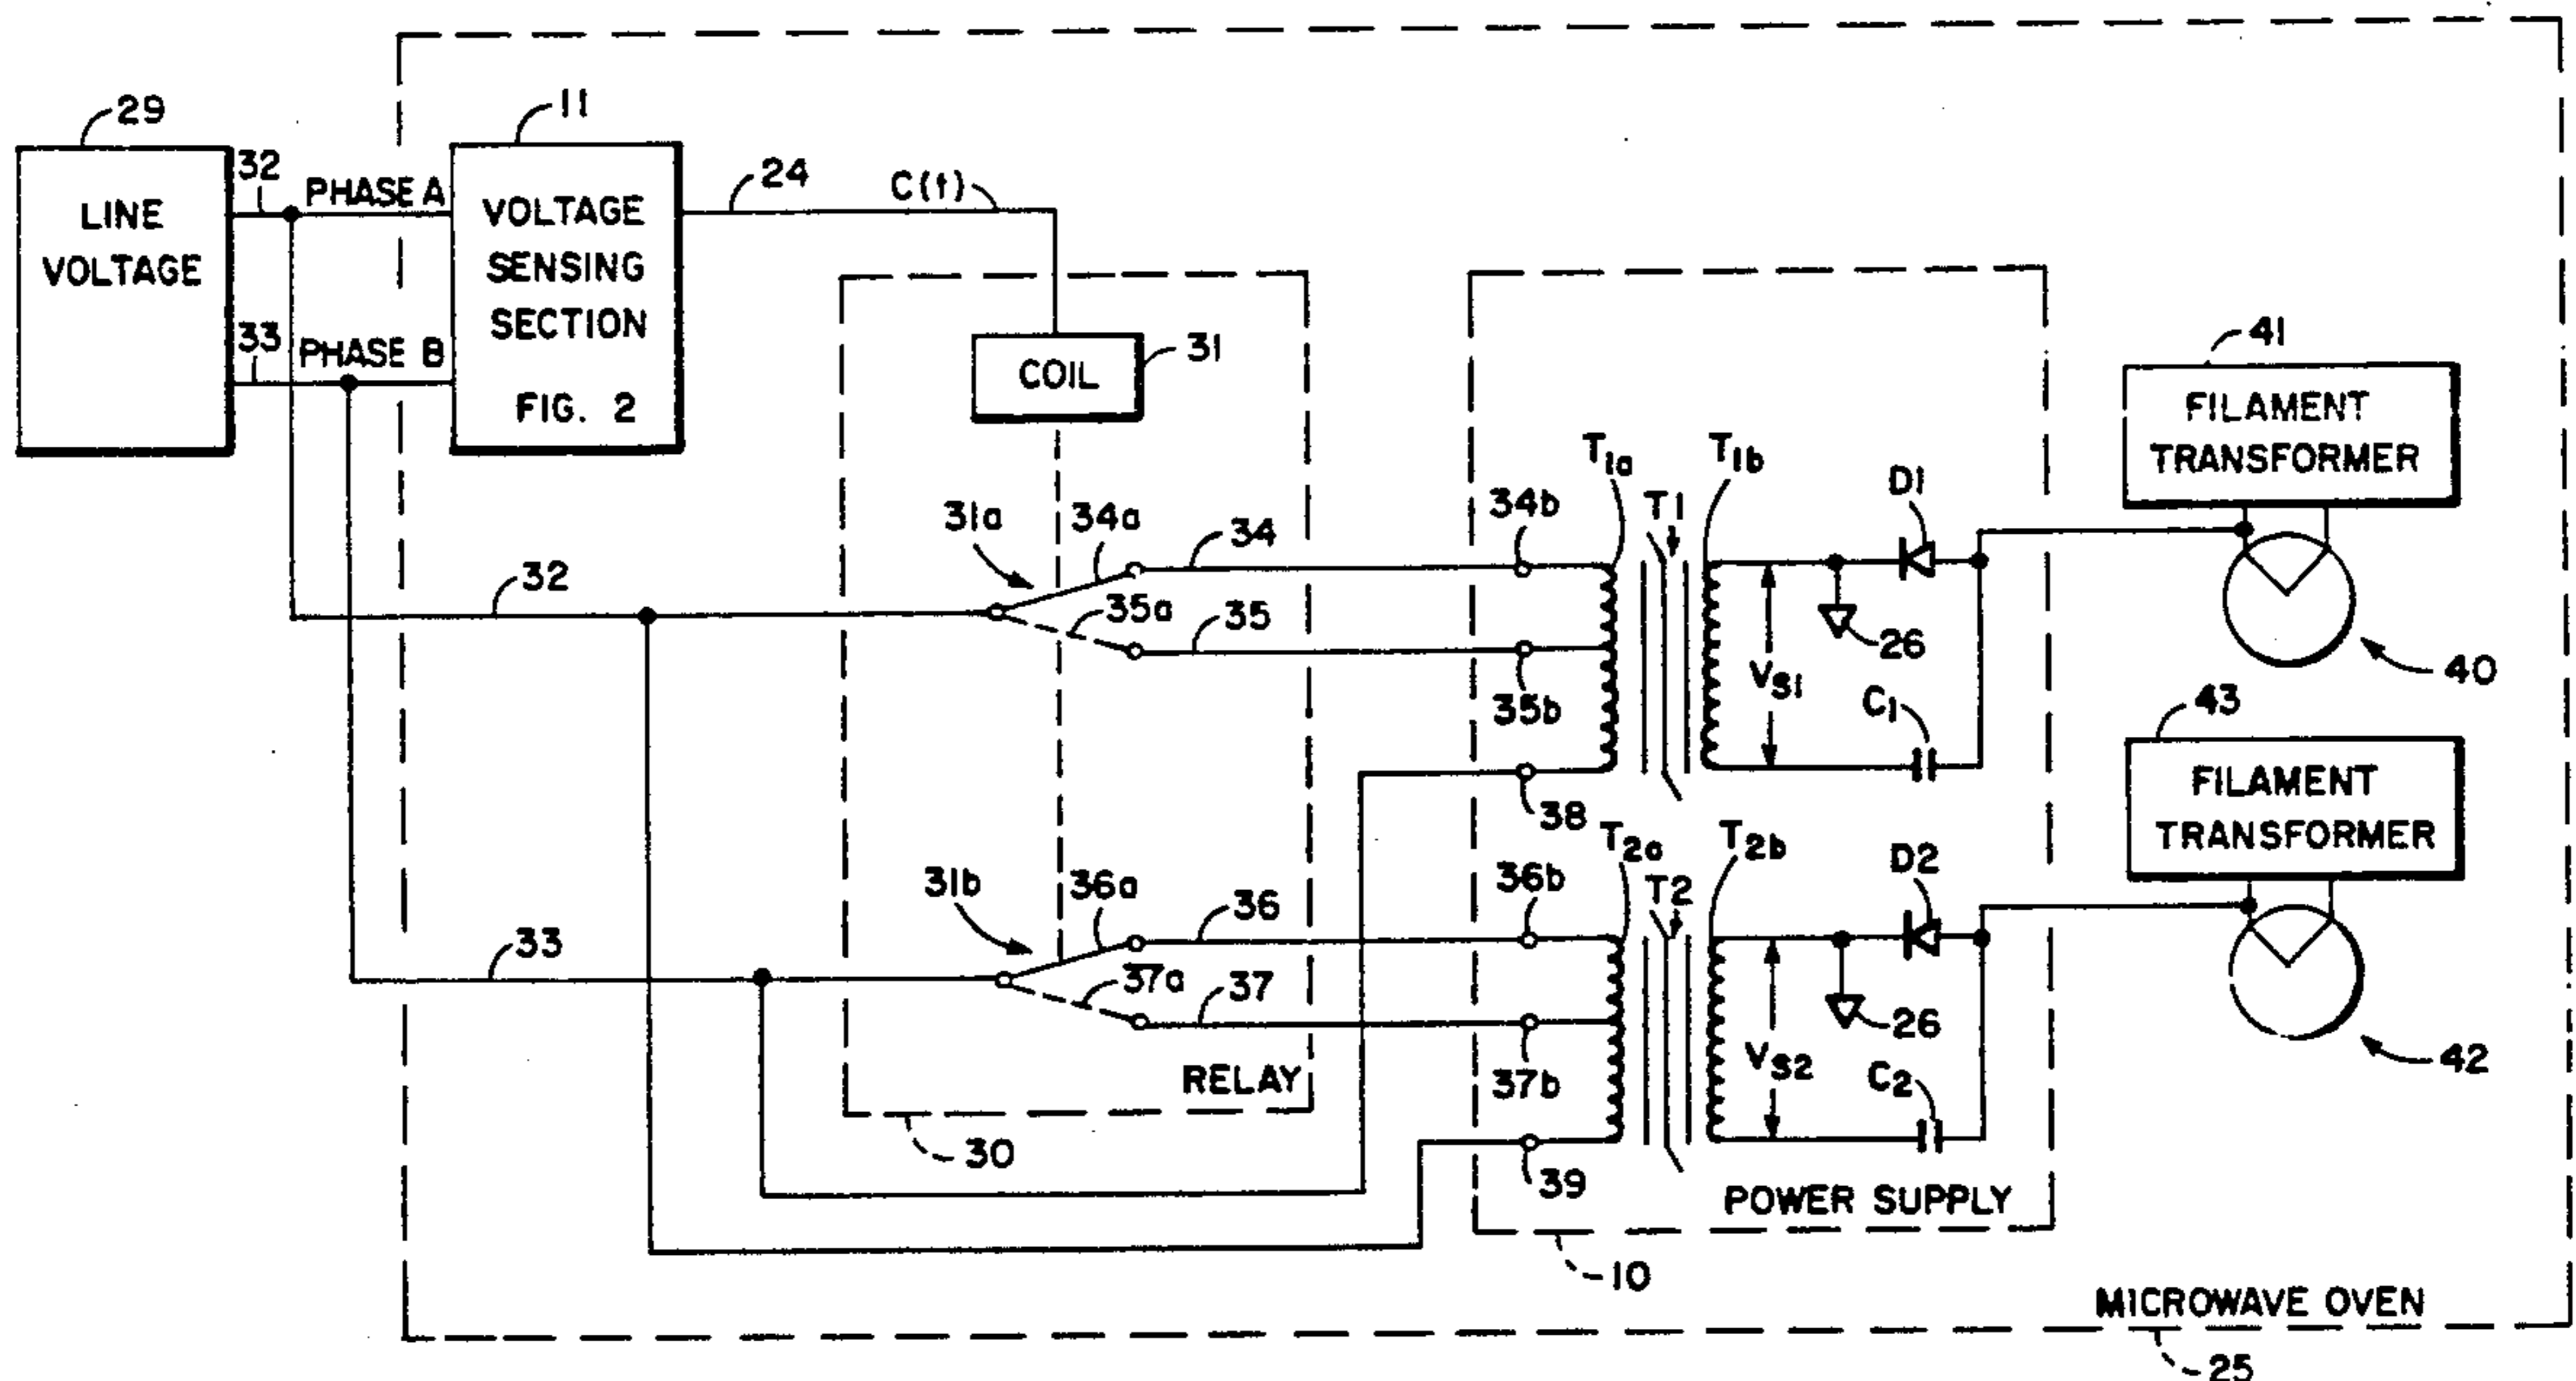 29
LINE
VOLTAGE
32
PHASE A
33
PHASE B
11
VOLTAGE
SENSING
SECTION
FIG. 2
24
C(t)
COIL
31
31a
34a
34
32
35a
35
31b
36a
36
33
37a
37
RELAY
30
34b
35b
38
36b
37b
39
T1a
T1
T1b
VS1
D1
26
C1
T2a
T2
T2b
VS2
D2
26
C2
POWER SUPPLY
10
41
FILAMENT
TRANSFORMER
40
43
FILAMENT
TRANSFORMER
42
MICROWAVE OVEN
25